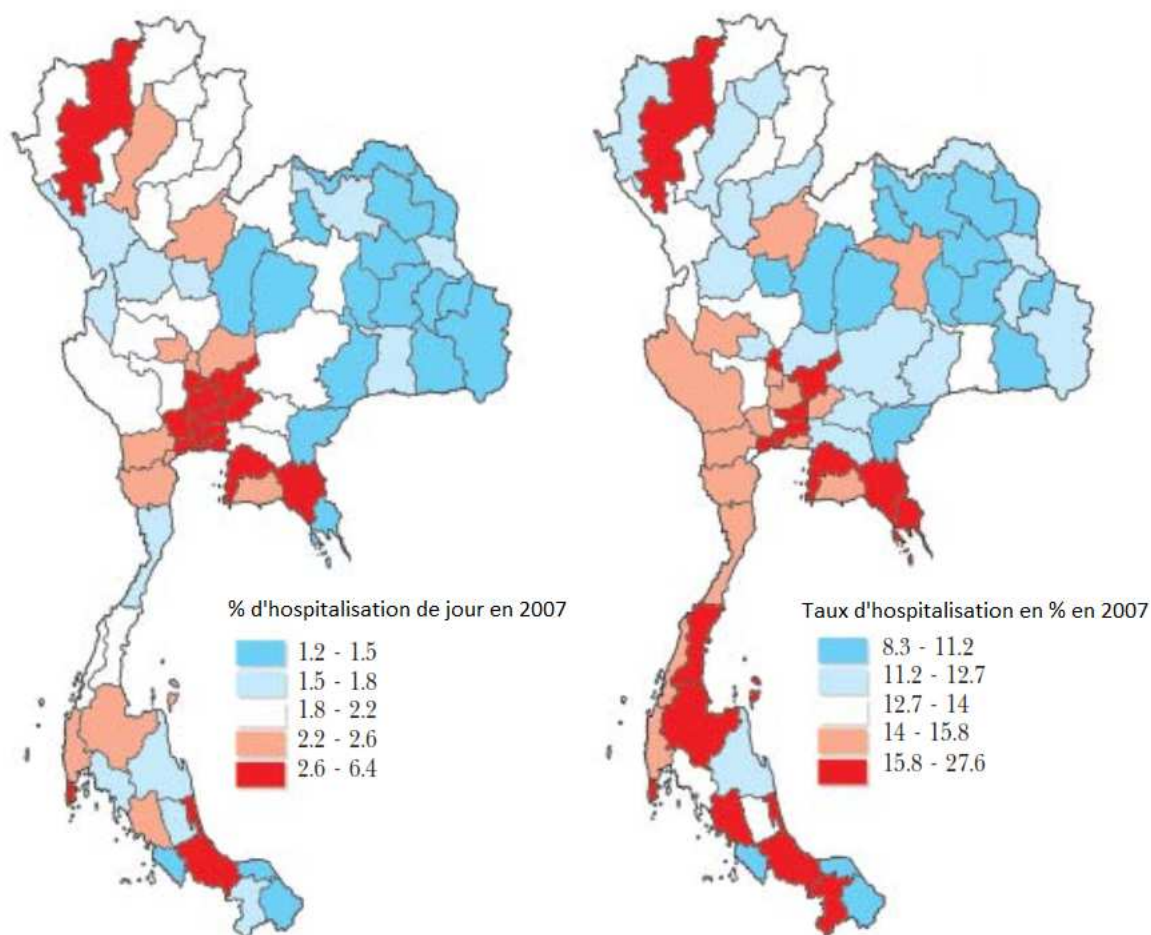 % d'hospitalisation de jour en 2007
1.2 - 1.5
1.5 - 1.8
1.8 - 2.2
2.2 - 2.6
2.6 - 6.4
Taux d'hospitalisation en % en 2007
8.3 - 11.2
11.2 - 12.7
12.7 - 14
14 - 15.8
15.8 - 27.6